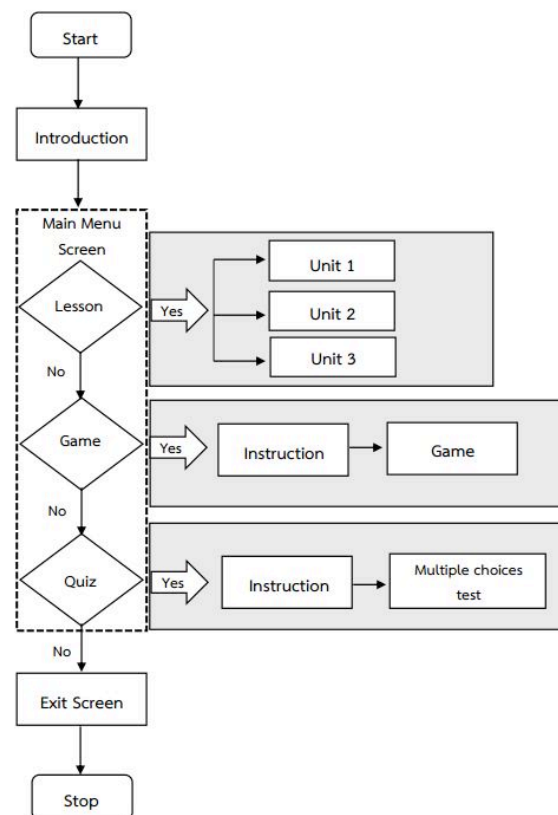 Start
Introduction
Main Menu
Screen
Lesson
Yes
Unit 1
Unit 2
Unit 3
No
Game
Yes
Instruction
Game
No
Quiz
Yes
Instruction
Multiple choices
test
No
Exit Screen
Stop